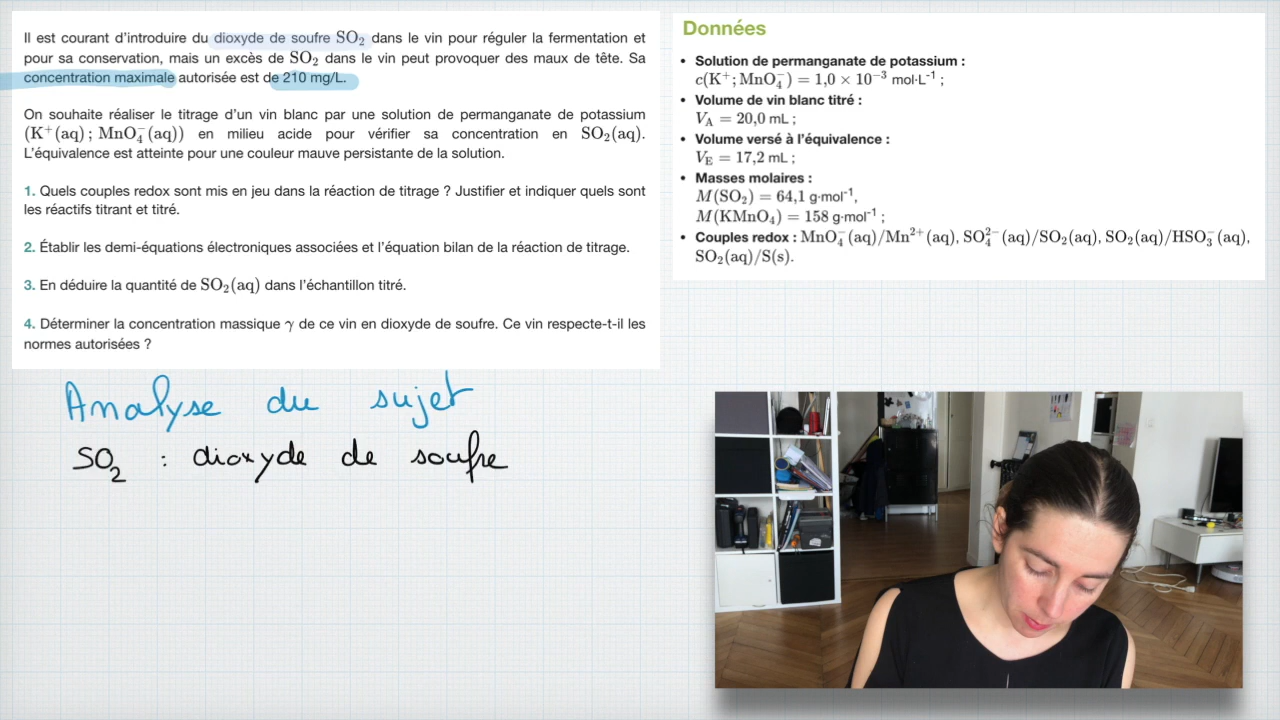 Il est courant d’introduire du dioxyde de soufre SO₂ dans le vin pour réguler la fermentation et
pour sa conservation, mais un excès de SO₂ dans le vin peut provoquer des maux de tête. Sa
concentration maximale autorisée est de 210 mg/L.
On souhaite réaliser le titrage d’un vin blanc par une solution de permanganate de potassium
(K⁺(aq) ; MnO₄⁻(aq)) en milieu acide pour vérifier sa concentration en SO₂(aq).
L’équivalence est atteinte pour une couleur mauve persistante de la solution.
1. Quels couples redox sont mis en jeu dans la réaction de titrage ? Justifier et indiquer quels sont
les réactifs titrant et titré.
2. Établir les demi-équations électroniques associées et l’équation bilan de la réaction de titrage.
3. En déduire la quantité de SO₂(aq) dans l’échantillon titré.
4. Déterminer la concentration massique γ de ce vin en dioxyde de soufre. Ce vin respecte-t-il les
normes autorisées ?
Données
• Solution de permanganate de potassium :
c(K⁺; MnO₄⁻) = 1,0 × 10⁻³ mol·L⁻¹ ;
• Volume de vin blanc titré :
V_A = 20,0 mL ;
• Volume versé à l’équivalence :
V_E = 17,2 mL ;
• Masses molaires :
M(SO₂) = 64,1 g·mol⁻¹,
M(KMnO₄) = 158 g·mol⁻¹ ;
• Couples redox : MnO₄⁻(aq)/Mn²⁺(aq), SO₄²⁻(aq)/SO₂(aq), SO₂(aq)/HSO₃⁻(aq),
SO₂(aq)/S(s).
Analyse du sujet
SO₂ : dioxyde de soufre